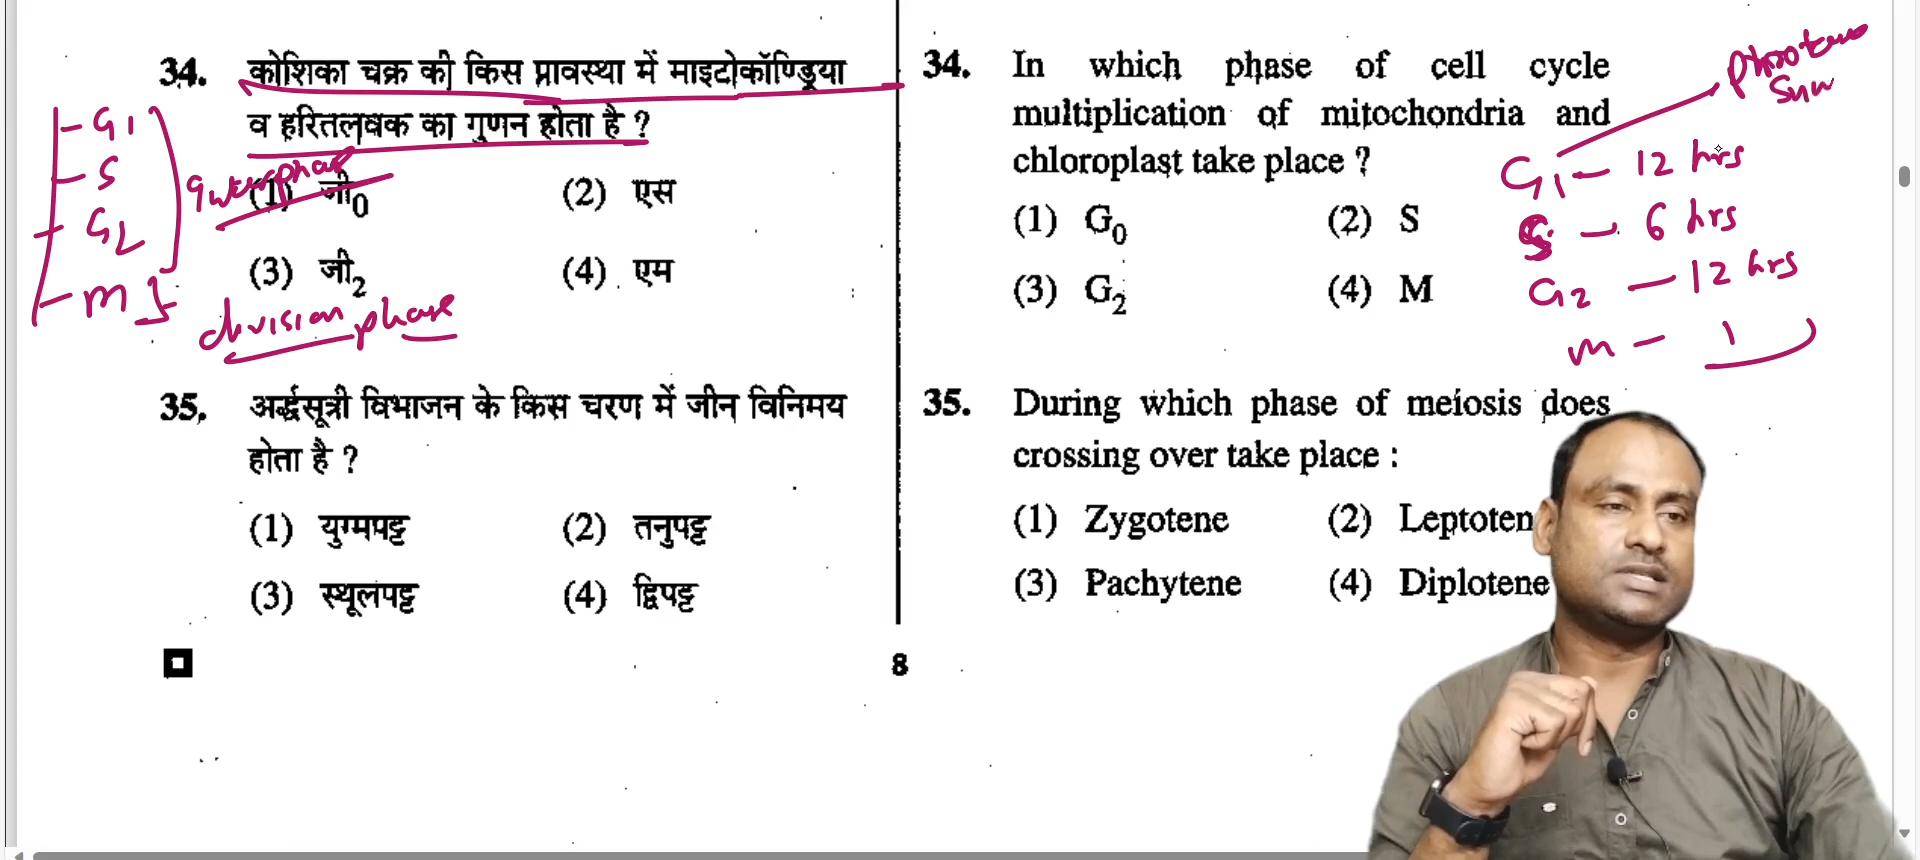 34. कोशिका चक्र की किस प्रावस्था में माइटोकॉण्ड्रिया
व हरितलवक का गुणन होता है ?
(1) जी0 (2) एस
(3) जी2 (4) एम
G1
S
G2
M
Interphase
division phase
35. अर्द्धसूत्री विभाजन के किस चरण में जीन विनिमय
होता है ?
(1) युग्मपट्ट (2) तनुपट्ट
(3) स्थूलपट्ट (4) द्विपट्ट
34. In which phase of cell cycle
multiplication of mitochondria and
chloroplast take place ?
(1) G0 (2) S
(3) G2 (4) M
G1 — 12 hrs
S — 6 hrs
G2 — 12 hrs
m — 1
35. During which phase of meiosis does
crossing over take place :
(1) Zygotene (2) Leptoten
(3) Pachytene (4) Diplotene
8